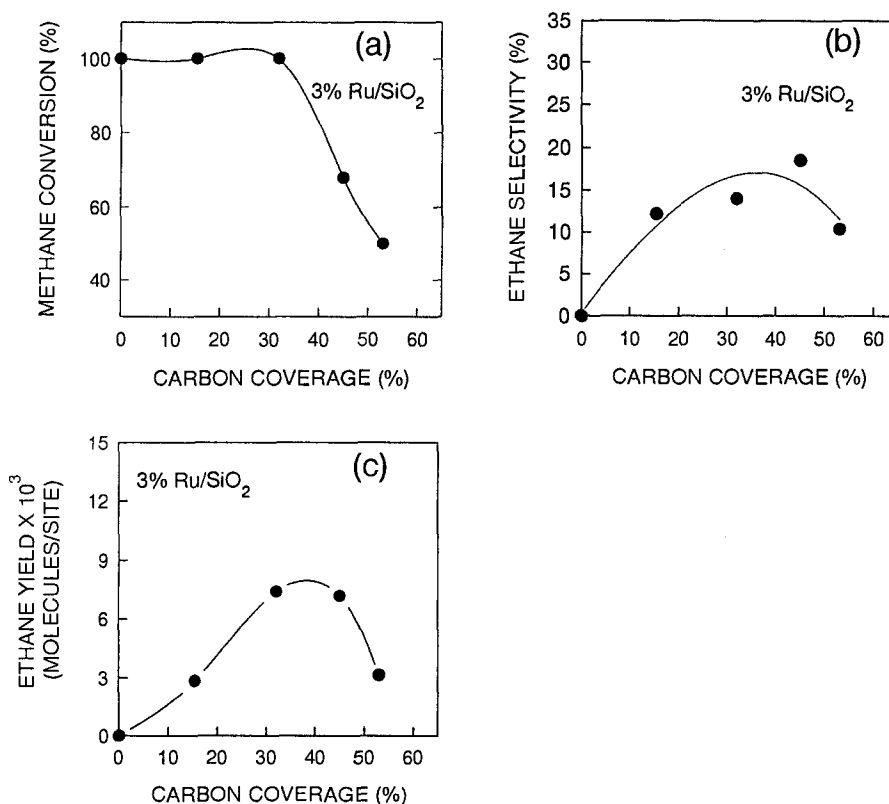 (a)
3% Ru/SiO₂
METHANE CONVERSION (%)
100
80
60
40
0 10 20 30 40 50 60
CARBON COVERAGE (%)
(b)
3% Ru/SiO₂
ETHANE SELECTIVITY (%)
35
30
25
20
15
10
5
0
0 10 20 30 40 50 60
CARBON COVERAGE (%)
(c)
3% Ru/SiO₂
ETHANE YIELD X 10³
(MOLECULES/SITE)
15
12
9
6
3
0
0 10 20 30 40 50 60
CARBON COVERAGE (%)